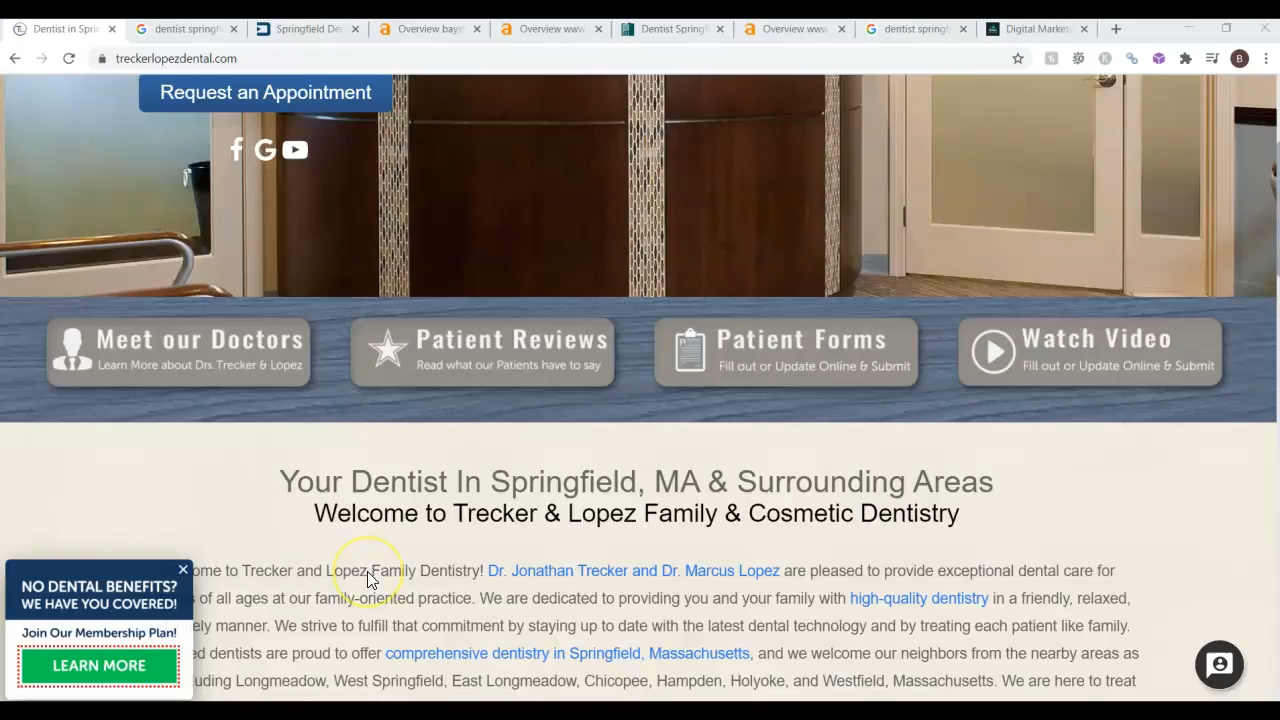 Dentist in Sprin
dentist springfi
Springfield Den
Overview bays
Overview www
Dentist Springf
Overview www
dentist springf
Digital Market
treckerlopezdental.com
B
Request an Appointment
Meet our Doctors
Learn More about Drs. Trecker & Lopez
Patient Reviews
Read what our Patients have to say
Patient Forms
Fill out or Update Online & Submit
Watch Video
Fill out or Update Online & Submit
Your Dentist In Springfield, MA & Surrounding Areas
Welcome to Trecker & Lopez Family & Cosmetic Dentistry
ome to Trecker and Lopez Family Dentistry! Dr. Jonathan Trecker and Dr. Marcus Lopez are pleased to provide exceptional dental care for
s of all ages at our family-oriented practice. We are dedicated to providing you and your family with high-quality dentistry in a friendly, relaxed,
ely manner. We strive to fulfill that commitment by staying up to date with the latest dental technology and by treating each patient like family.
ed dentists are proud to offer comprehensive dentistry in Springfield, Massachusetts, and we welcome our neighbors from the nearby areas as
uding Longmeadow, West Springfield, East Longmeadow, Chicopee, Hampden, Holyoke, and Westfield, Massachusetts. We are here to treat
NO DENTAL BENEFITS?
WE HAVE YOU COVERED!
Join Our Membership Plan!
LEARN MORE